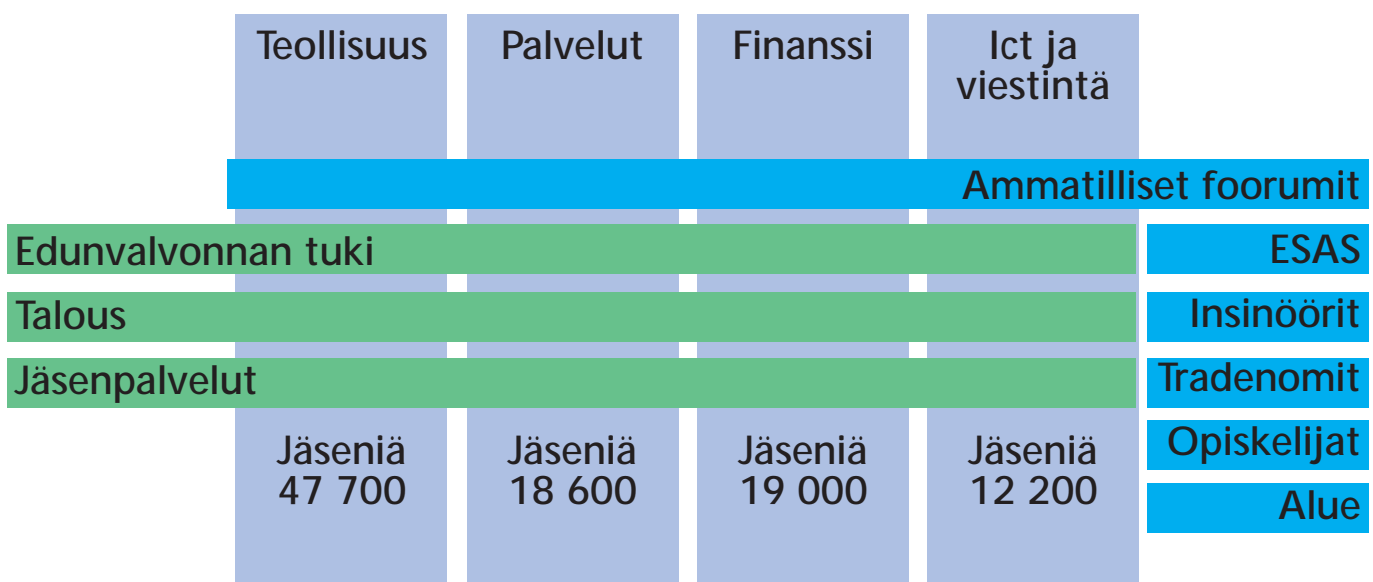 Teollisuus
Palvelut
Finanssi
Ict ja
viestintä
Ammatilliset foorumit
Edunvalvonnan tuki
ESAS
Talous
Insinöörit
Jäsenpalvelut
Tradenomit
Opiskelijat
Alue
Jäseniä
47 700
Jäseniä
18 600
Jäseniä
19 000
Jäseniä
12 200